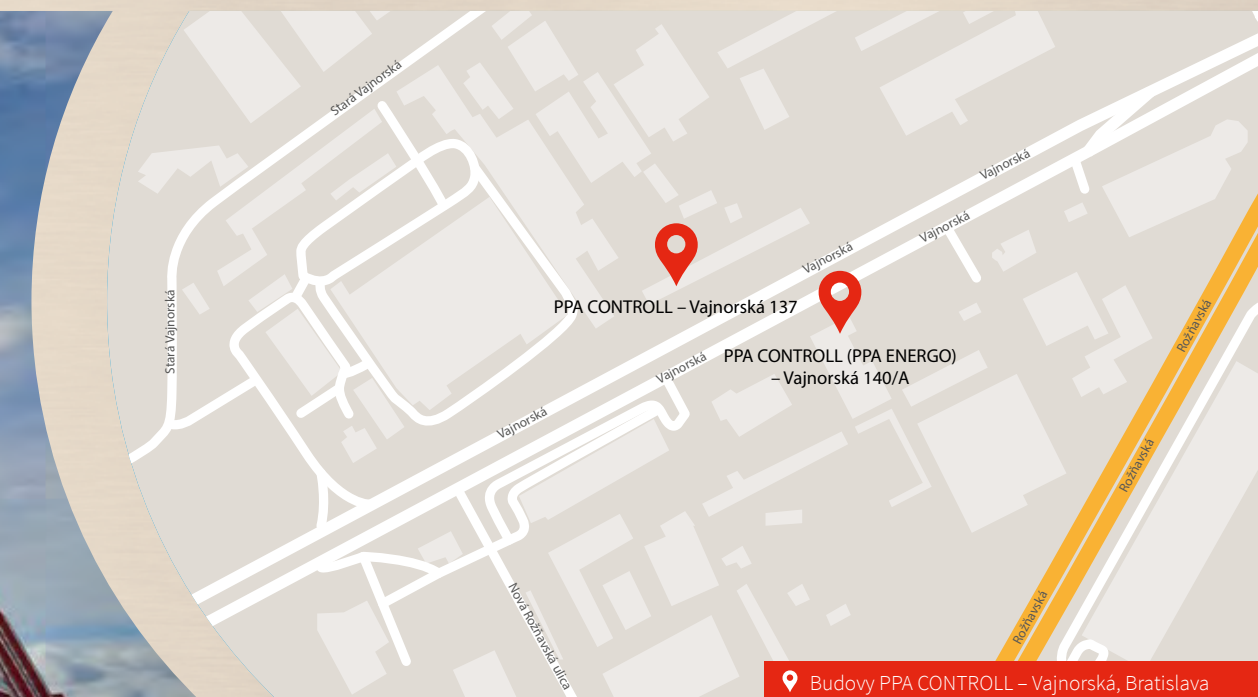 Stará Vajnorská
Vajnorská
Vajnorská
Vajnorská
PPA CONTROLL – Vajnorská 137
Stará Vajnorská
Rožňavská
PPA CONTROLL (PPA ENERGO)
– Vajnorská 140/A
Vajnorská
Vajnorská
Rožňavská
Nová Rožňavská ulica
Rožňavská
Budovy PPA CONTROLL – Vajnorská, Bratislava